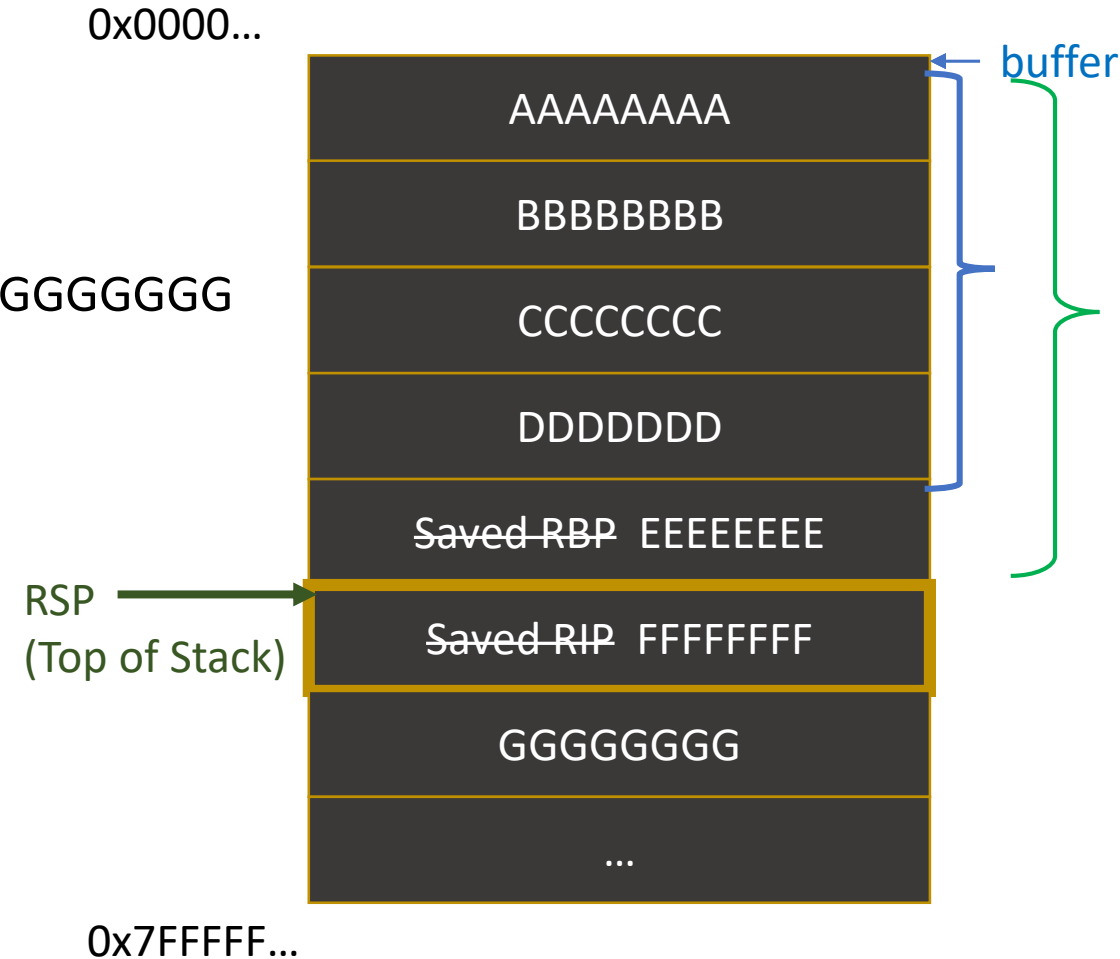 0x0000…
buffer
AAAAAAAA
BBBBBBBB
GGGGGGG
CCCCCCCC
DDDDDDD
Saved RBP EEEEEEEE
RSP
(Top of Stack)
Saved RIP FFFFFFFF
GGGGGGGG
…
0x7FFFFF…